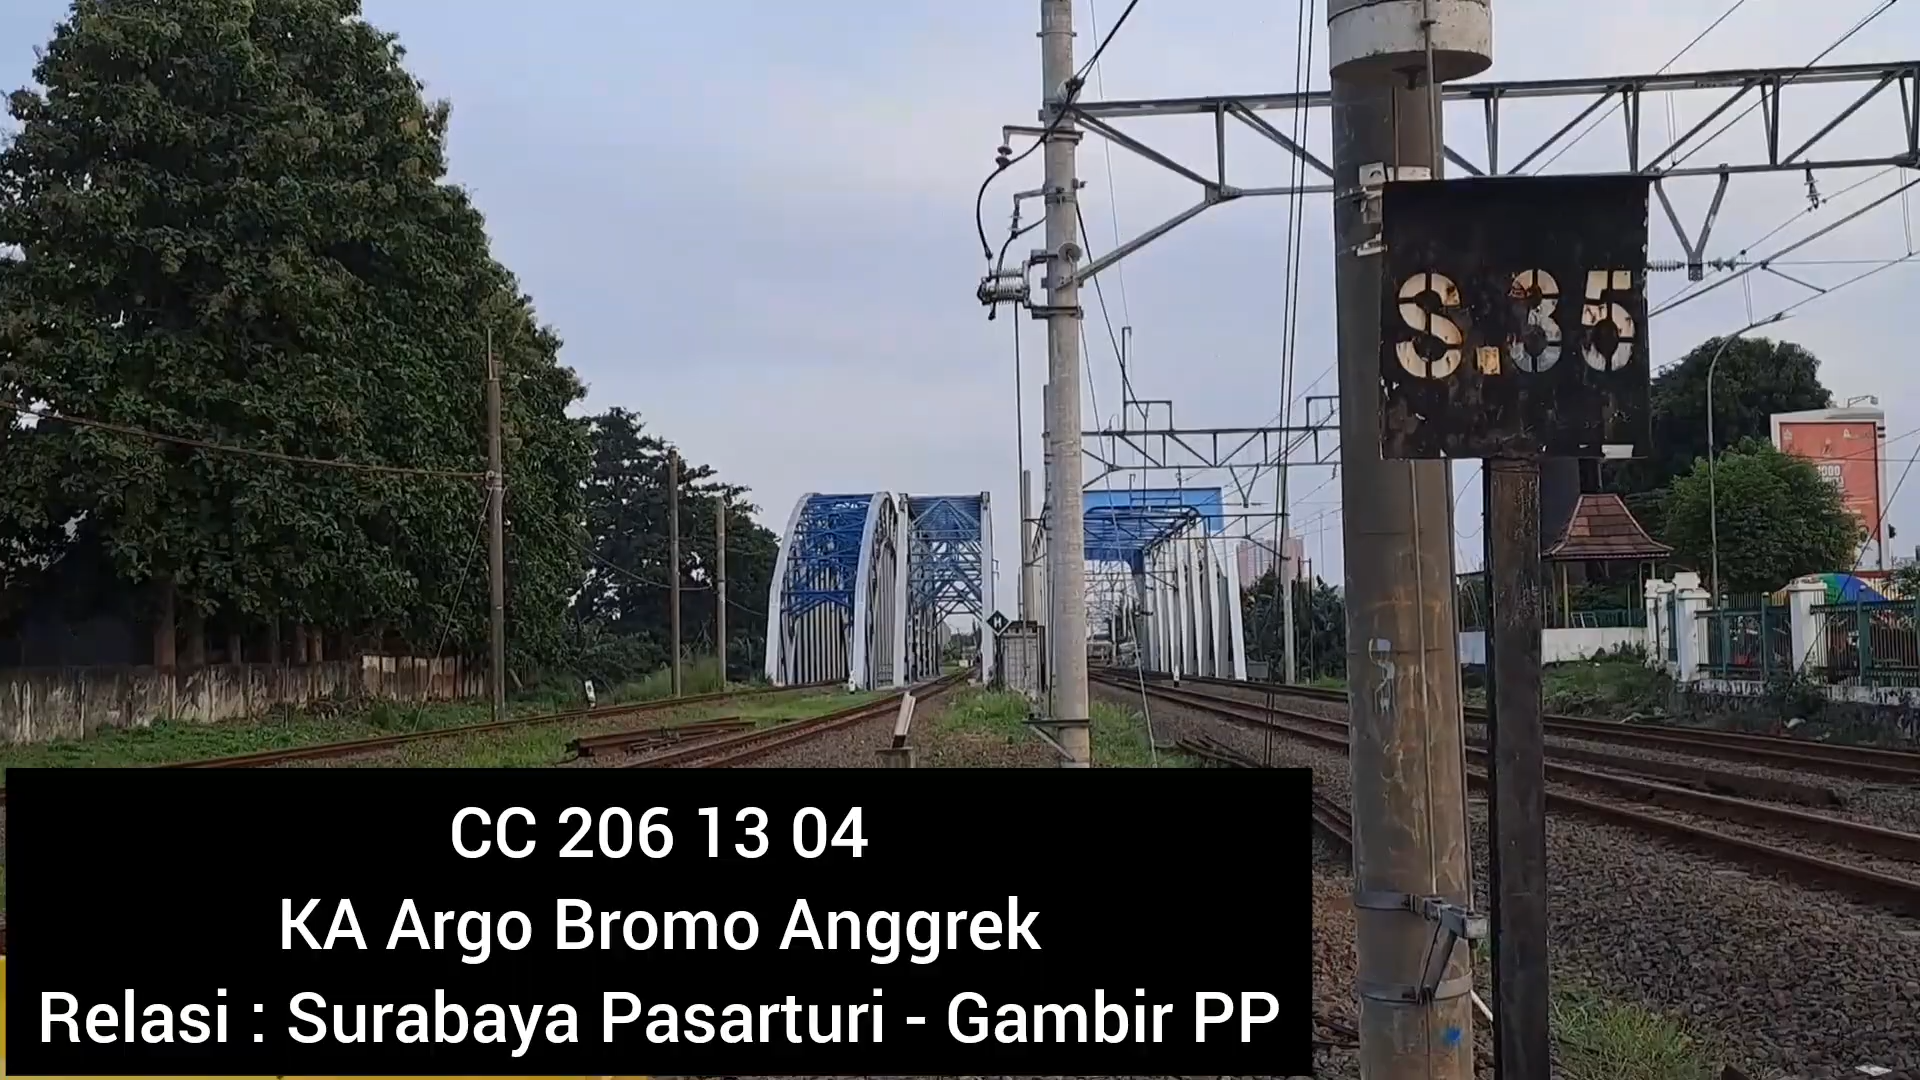 S.35
CC 206 13 04
KA Argo Bromo Anggrek
Relasi : Surabaya Pasarturi - Gambir PP